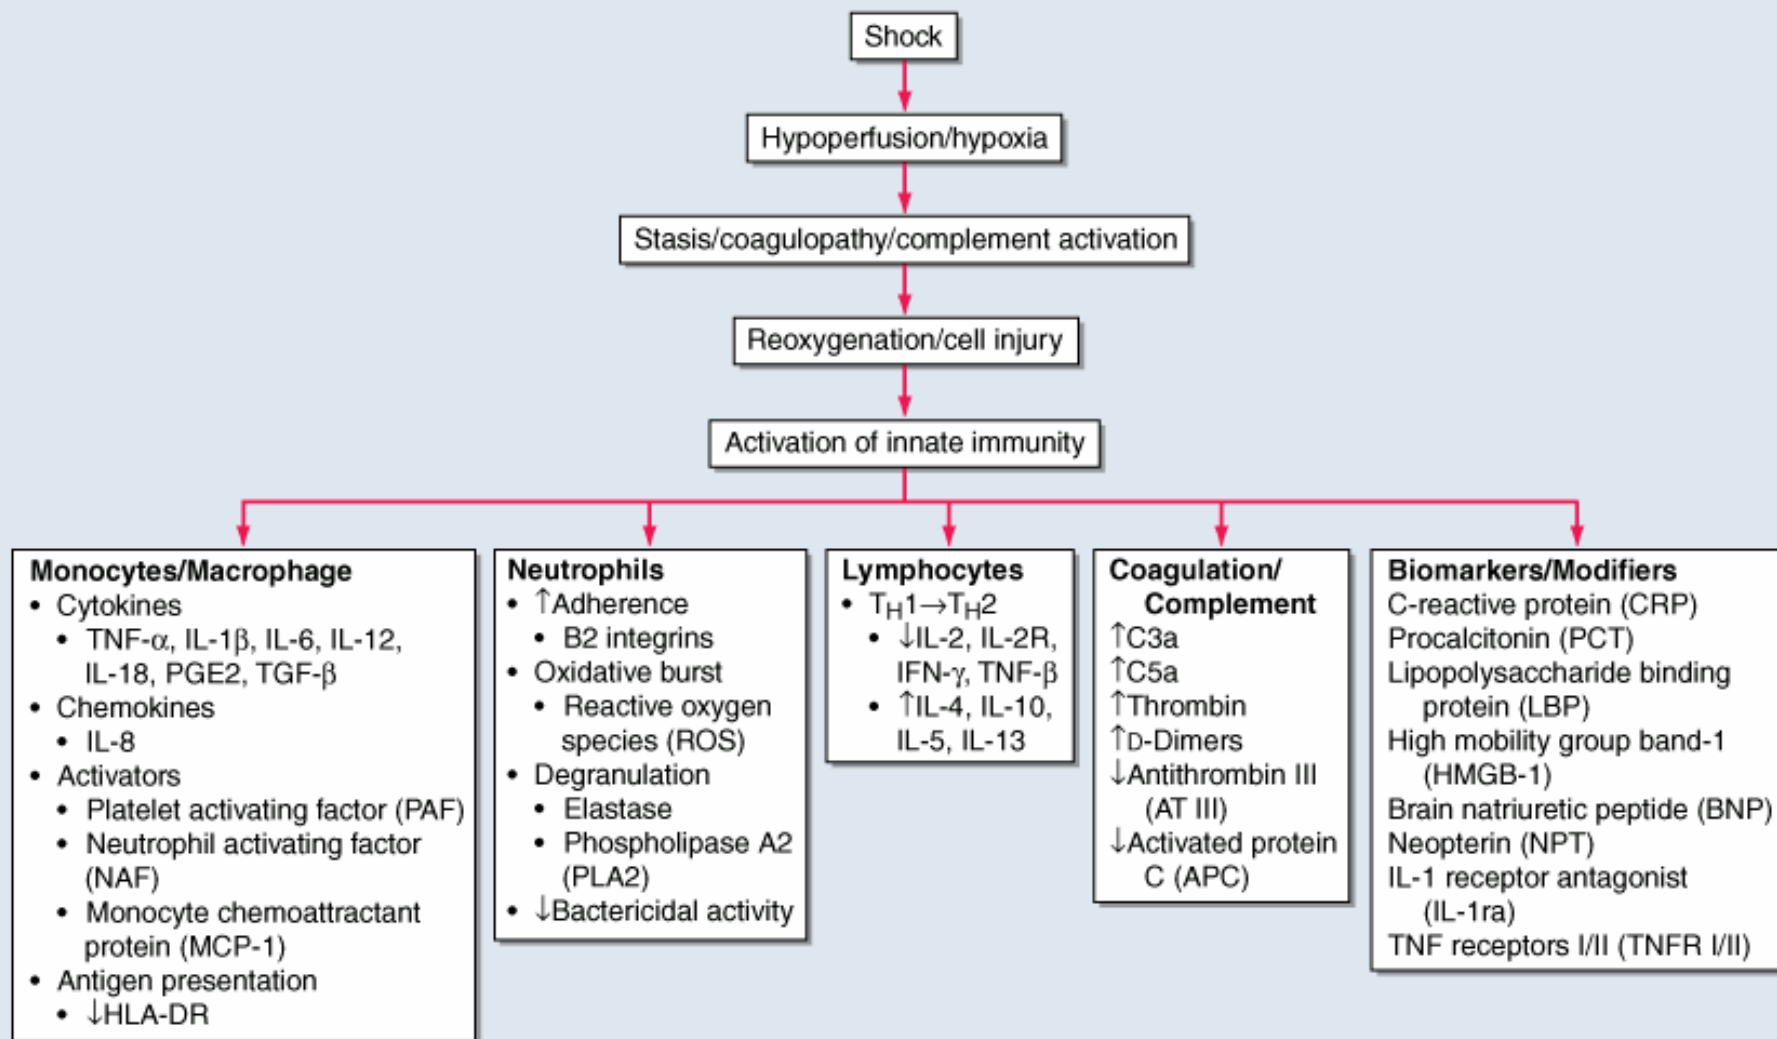 Shock
Hypoperfusion/hypoxia
Stasis/coagulopathy/complement activation
Reoxygenation/cell injury
Activation of innate immunity
Monocytes/Macrophage
• Cytokines
• TNF-α, IL-1β, IL-6, IL-12,
IL-18, PGE2, TGF-β
• Chemokines
• IL-8
• Activators
• Platelet activating factor (PAF)
• Neutrophil activating factor
(NAF)
• Monocyte chemoattractant
protein (MCP-1)
• Antigen presentation
• ↓HLA-DR
Neutrophils
• ↑Adherence
• B2 integrins
• Oxidative burst
• Reactive oxygen
species (ROS)
• Degranulation
• Elastase
• Phospholipase A2
(PLA2)
• ↓Bactericidal activity
Lymphocytes
• TH1→TH2
• ↓IL-2, IL-2R,
IFN-γ, TNF-β
• ↑IL-4, IL-10,
IL-5, IL-13
Coagulation/
Complement
↑C3a
↑C5a
↑Thrombin
↑D-Dimers
↓Antithrombin III
(AT III)
↓Activated protein
C (APC)
Biomarkers/Modifiers
C-reactive protein (CRP)
Procalcitonin (PCT)
Lipopolysaccharide binding
protein (LBP)
High mobility group band-1
(HMGB-1)
Brain natriuretic peptide (BNP)
Neopterin (NPT)
IL-1 receptor antagonist
(IL-1ra)
TNF receptors I/II (TNFR I/II)